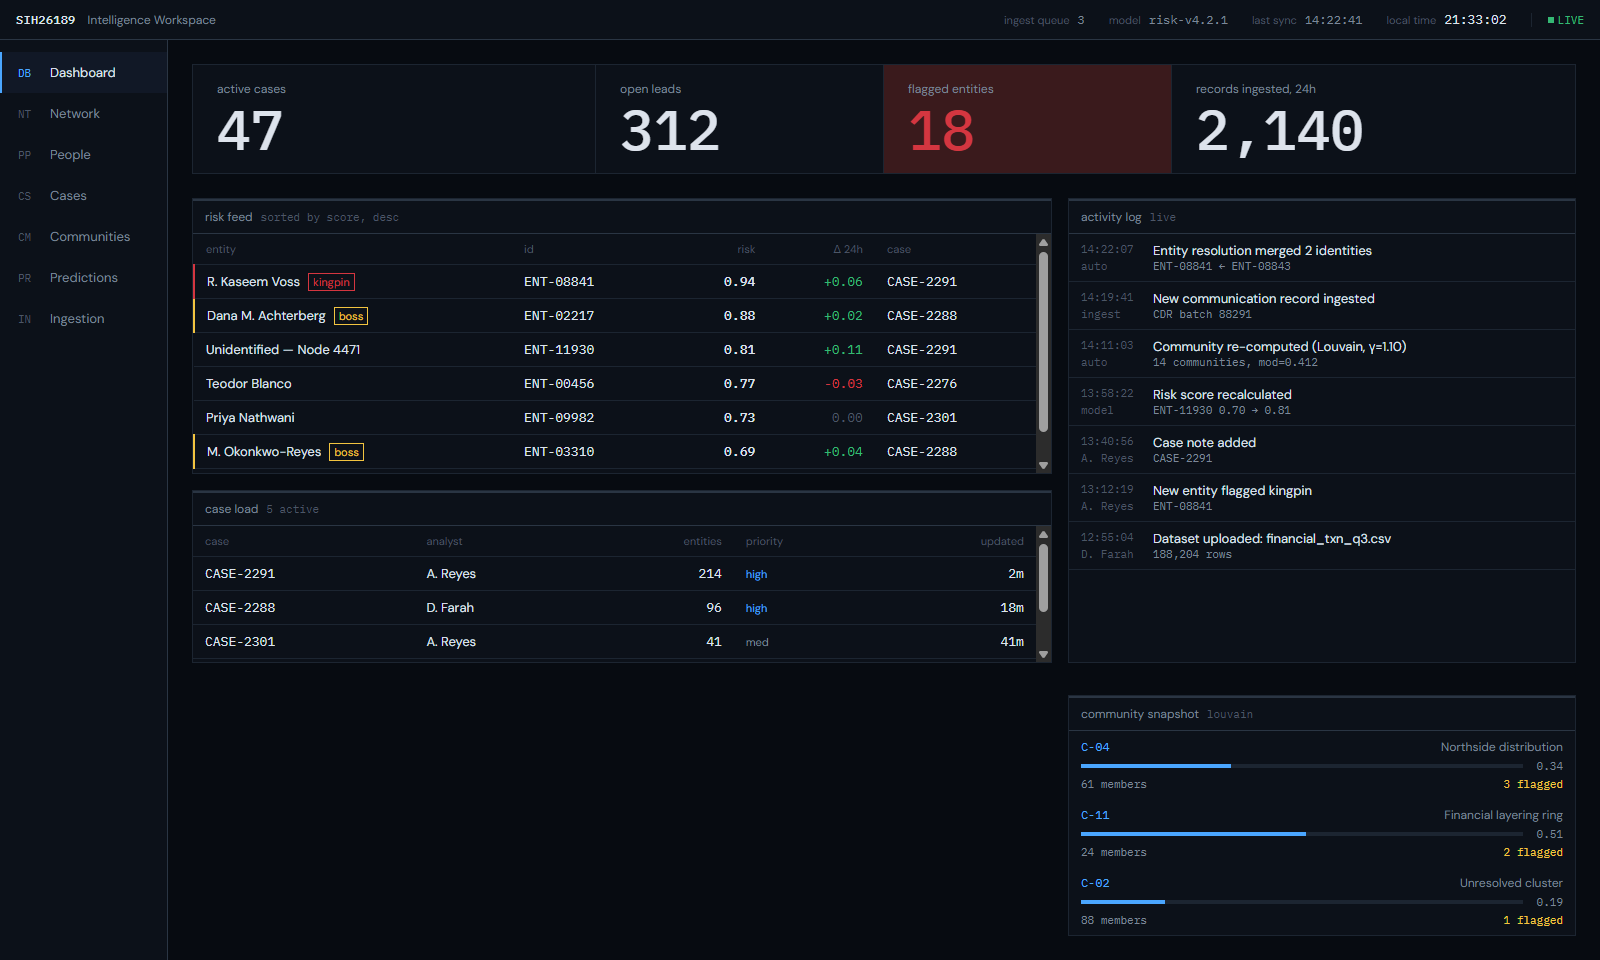 SIH26189 Intelligence Workspace ingest queue 3 model risk-v4.2.1 last sync 14:22:41 local time 21:33:02 LIVE
DB Dashboard
NT Network
PP People
CS Cases
CM Communities
PR Predictions
IN Ingestion
active cases
47
open leads
312
flagged entities
18
records ingested, 24h
2,140
risk feed sorted by score, desc
entity id risk Δ 24h case
R. Kaseem Voss kingpin ENT-08841 0.94 +0.06 CASE-2291
Dana M. Achterberg boss ENT-02217 0.88 +0.02 CASE-2288
Unidentified — Node 4471 ENT-11930 0.81 +0.11 CASE-2291
Teodor Blanco ENT-00456 0.77 -0.03 CASE-2276
Priya Nathwani ENT-09982 0.73 0.00 CASE-2301
M. Okonkwo-Reyes boss ENT-03310 0.69 +0.04 CASE-2288
case load 5 active
case analyst entities priority updated
CASE-2291 A. Reyes 214 high 2m
CASE-2288 D. Farah 96 high 18m
CASE-2301 A. Reyes 41 med 41m
activity log live
14:22:07 Entity resolution merged 2 identities
auto ENT-08841 ← ENT-08843
14:19:41 New communication record ingested
ingest CDR batch 88291
14:11:03 Community re-computed (Louvain, γ=1.10)
auto 14 communities, mod=0.412
13:58:22 Risk score recalculated
model ENT-11930 0.70 → 0.81
13:40:56 Case note added
A. Reyes CASE-2291
13:12:19 New entity flagged kingpin
A. Reyes ENT-08841
12:55:04 Dataset uploaded: financial_txn_q3.csv
D. Farah 188,204 rows
community snapshot louvain
C-04 Northside distribution
0.34
61 members 3 flagged
C-11 Financial layering ring
0.51
24 members 2 flagged
C-02 Unresolved cluster
0.19
88 members 1 flagged